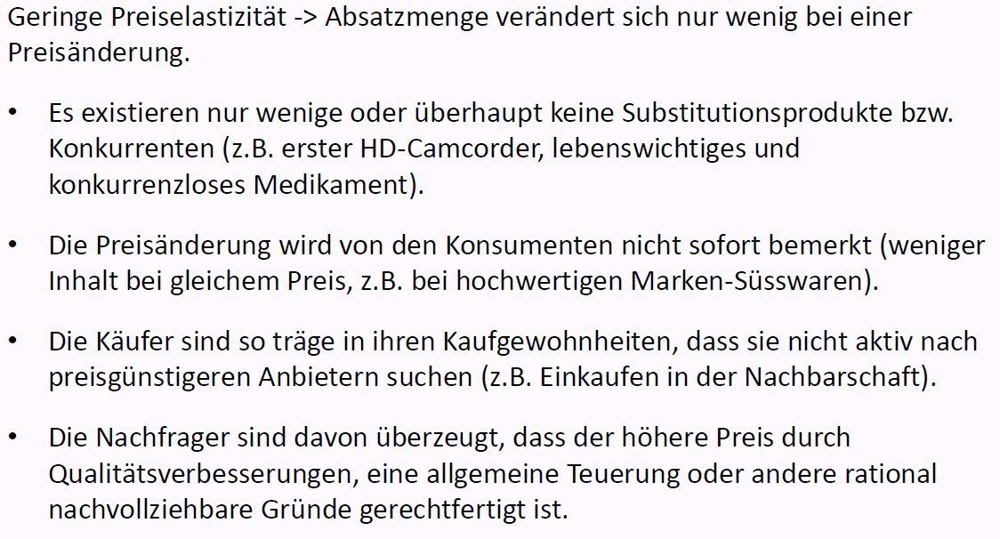 Geringe Preiselastizität -> Absatzmenge verändert sich nur wenig bei einer
Preisänderung.
• Es existieren nur wenige oder überhaupt keine Substitutionsprodukte bzw.
Konkurrenten (z.B. erster HD-Camcorder, lebenswichtiges und
konkurrenzloses Medikament).
• Die Preisänderung wird von den Konsumenten nicht sofort bemerkt (weniger
Inhalt bei gleichem Preis, z.B. bei hochwertigen Marken-Süsswaren).
• Die Käufer sind so träge in ihren Kaufgewohnheiten, dass sie nicht aktiv nach
preisgünstigeren Anbietern suchen (z.B. Einkaufen in der Nachbarschaft).
• Die Nachfrager sind davon überzeugt, dass der höhere Preis durch
Qualitätsverbesserungen, eine allgemeine Teuerung oder andere rational
nachvollziehbare Gründe gerechtfertigt ist.